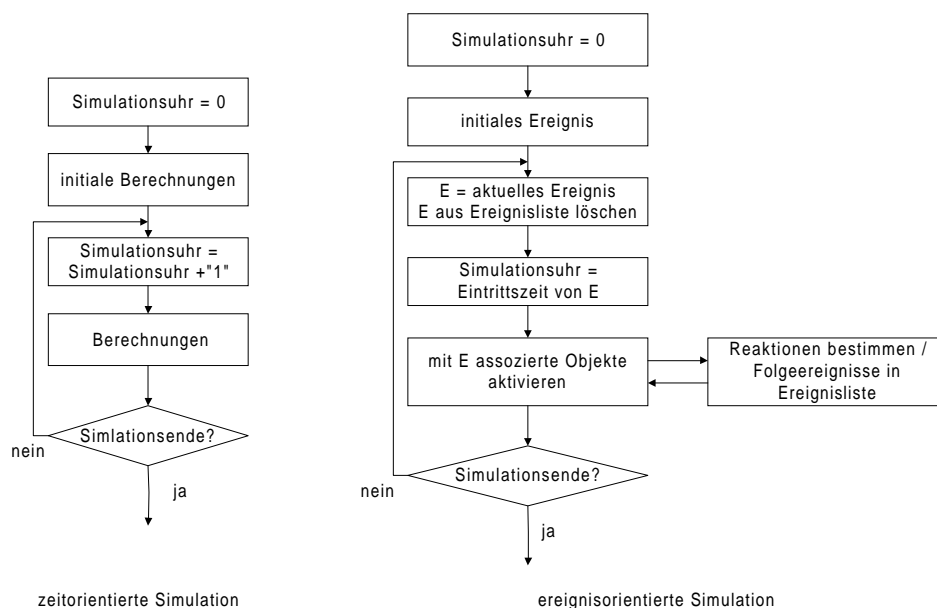 Simulationsuhr = 0
initiale Berechnungen
Simulationsuhr =
Simulationsuhr +"1"
Berechnungen
Simlationsende?
nein
ja
zeitorientierte Simulation
Simulationsuhr = 0
initiales Ereignis
E = aktuelles Ereignis
E aus Ereignisliste löschen
Simulationsuhr =
Eintrittszeit von E
mit E assozierte Objekte
aktivieren
Reaktionen bestimmen /
Folgeereignisse in
Ereignisliste
Simulationsende?
nein
ja
ereignisorientierte Simulation